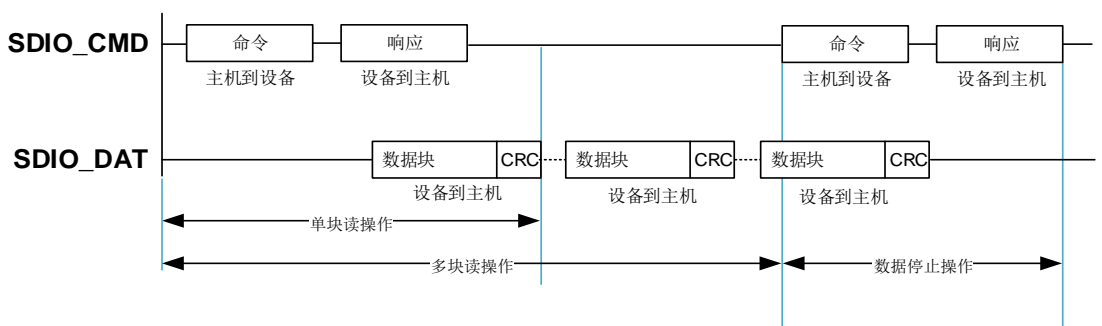 SDIO_CMD
命令
响应
命令
响应
主机到设备
设备到主机
主机到设备
设备到主机
SDIO_DAT
数据块
CRC
数据块
CRC
数据块
CRC
设备到主机
设备到主机
设备到主机
单块读操作
多块读操作
数据停止操作